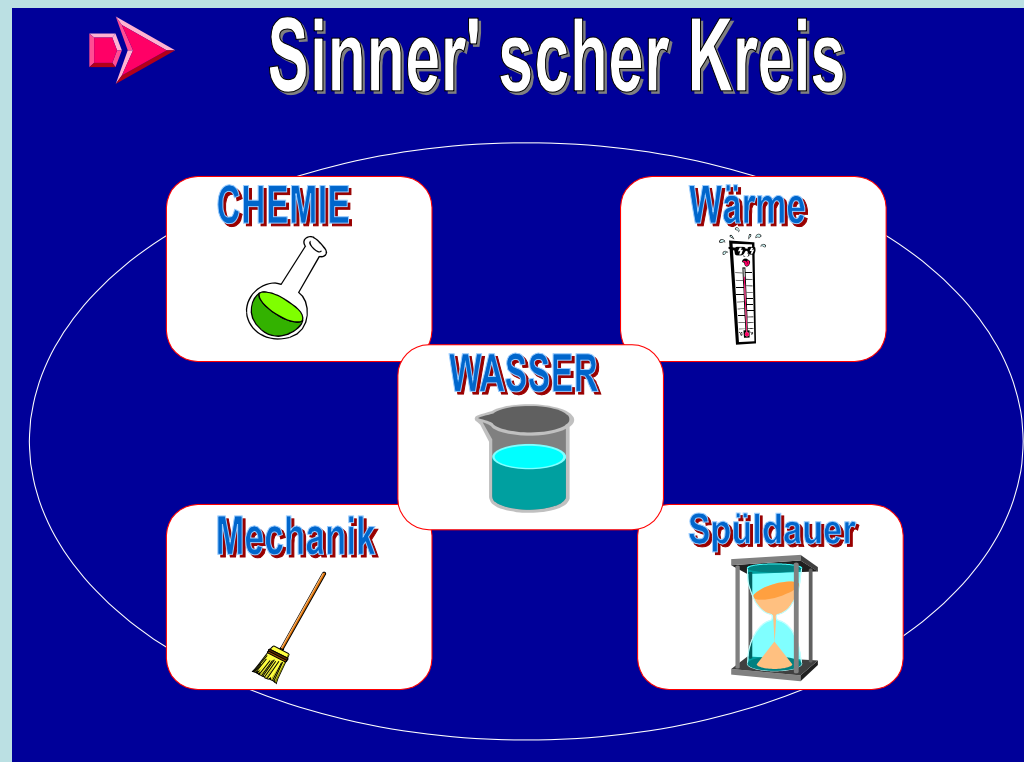 Sinner' scher Kreis
CHEMIE
Wärme
WASSER
Mechanik
Spüldauer